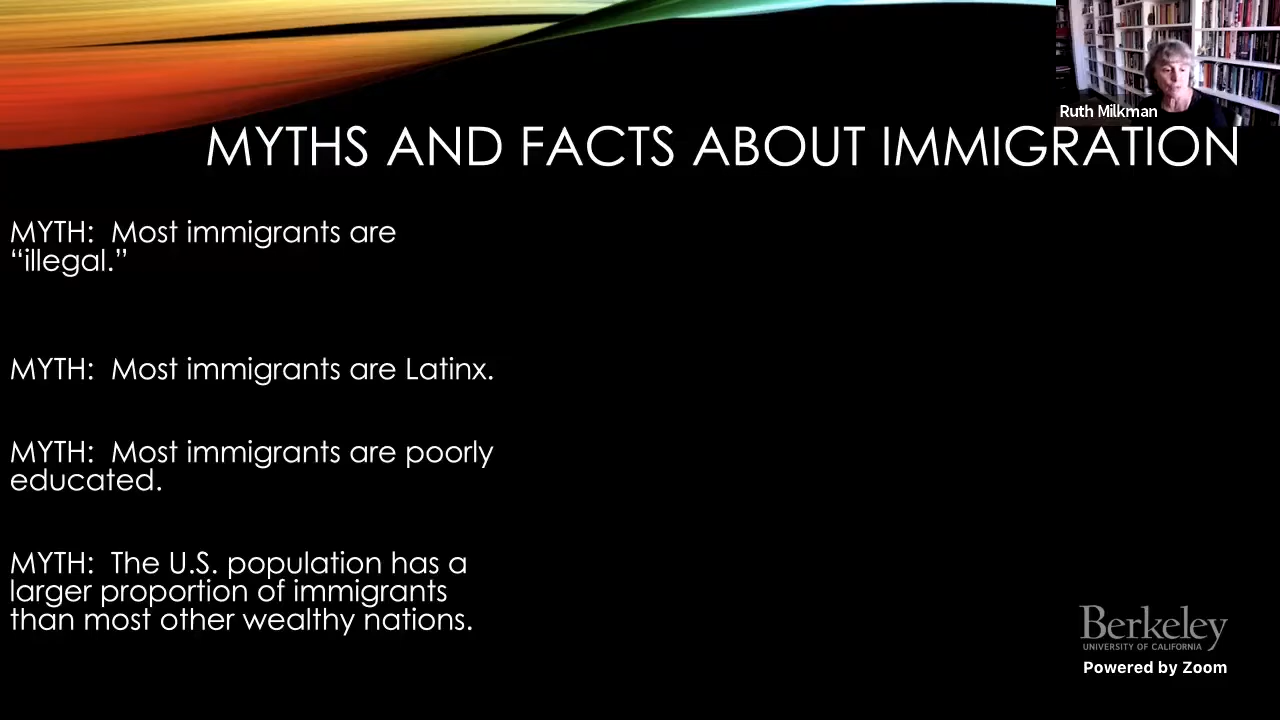 Ruth Milkman
MYTHS AND FACTS ABOUT IMMIGRATION
MYTH: Most immigrants are
“illegal.”
MYTH: Most immigrants are Latinx.
MYTH: Most immigrants are poorly
educated.
MYTH: The U.S. population has a
larger proportion of immigrants
than most other wealthy nations.
Berkeley
UNIVERSITY OF CALIFORNIA
Powered by Zoom